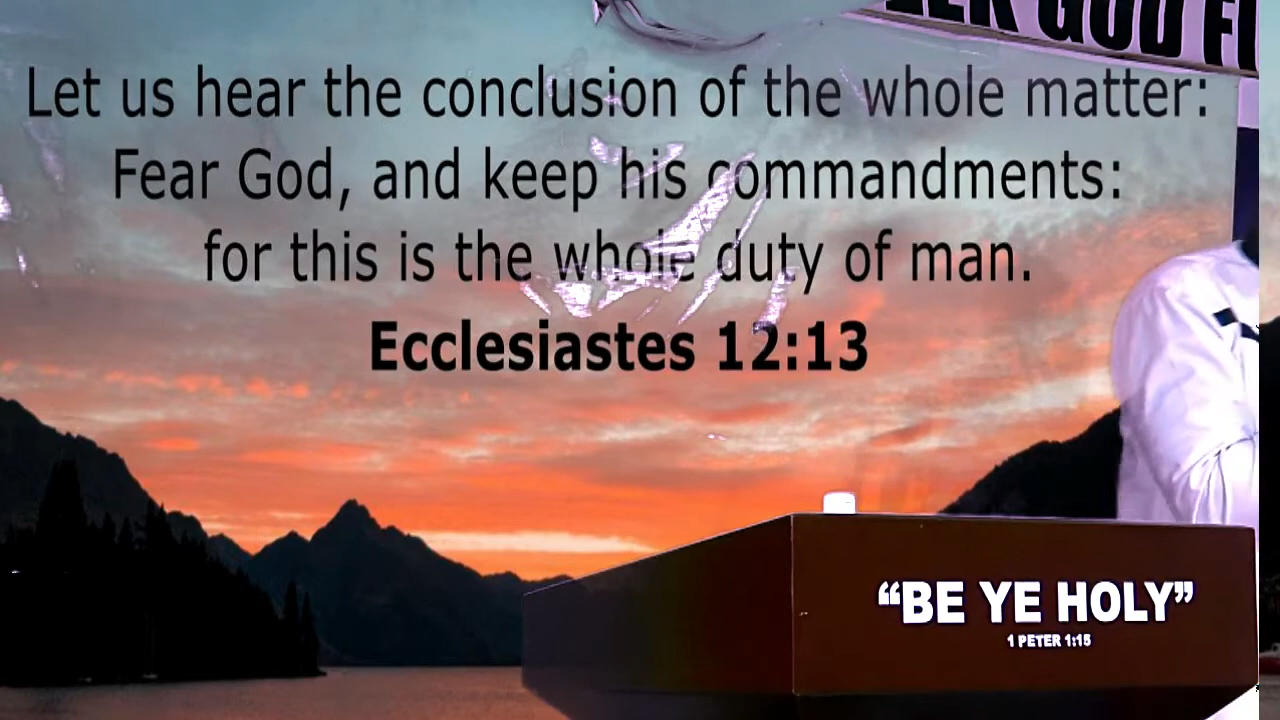 GOD
Let us hear the conclusion of the whole matter:
Fear God, and keep his commandments:
for this is the whole duty of man.
Ecclesiastes 12:13
“BE YE HOLY”
1 PETER 1:15